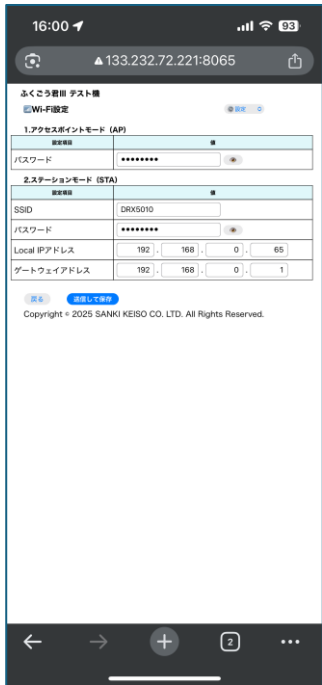 16:00
93
133.232.72.221:8065
ふくごう君III テスト機
Wi-Fi設定
設定
1.アクセスポイントモード (AP)
設定項目 値
パスワード ••••••••
2.ステーションモード (STA)
設定項目 値
SSID DRX5010
パスワード ••••••••
Local IPアドレス 192 . 168 . 0 . 65
ゲートウェイアドレス 192 . 168 . 0 . 1
戻る 送信して保存
Copyright © 2025 SANKI KEISO CO. LTD. All Rights Reserved.
2